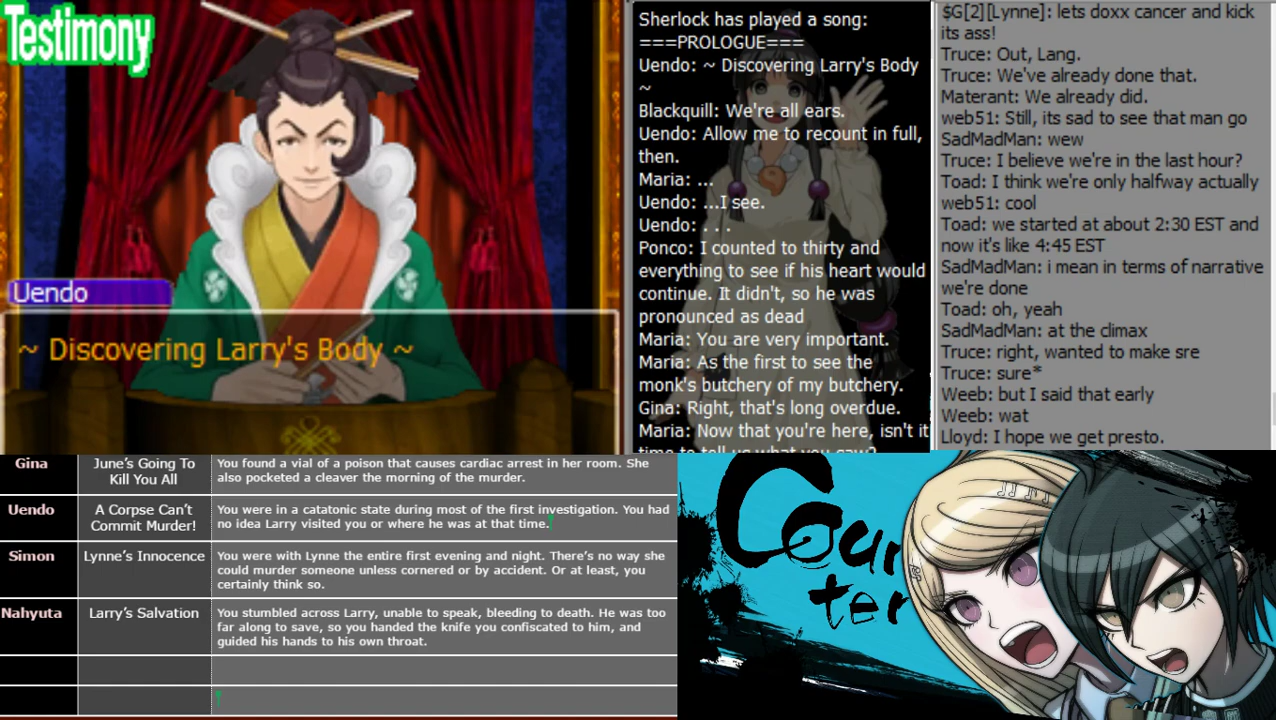 Testimony
Uendo
~ Discovering Larry's Body ~
Sherlock has played a song:
===PROLOGUE===
Uendo: ~ Discovering Larry's Body
~
Blackquill: We're all ears.
Uendo: Allow me to recount in full,
then.
Maria: ...
Uendo: ...I see.
Uendo: . . .
Ponco: I counted to thirty and
everything to see if his heart would
continue. It didn't, so he was
pronounced as dead
Maria: You are very important.
Maria: As the first to see the
monk's butchery of my butchery.
Gina: Right, that's long overdue.
Maria: Now that you're here, isn't it
time to tell us what you saw?
$G[2][Lynne]: lets doxx cancer and kick
its ass!
Truce: Out, Lang.
Truce: We've already done that.
Materant: We already did.
web51: Still, its sad to see that man go
SadMadMan: wew
Truce: I believe we're in the last hour?
Toad: I think we're only halfway actually
web51: cool
Toad: we started at about 2:30 EST and
now it's like 4:45 EST
SadMadMan: i mean in terms of narrative
we're done
Toad: oh, yeah
SadMadMan: at the climax
Truce: right, wanted to make sre
Truce: sure*
Weeb: but I said that early
Weeb: wat
Lloyd: I hope we get presto.
Gina
June's Going To
Kill You All
You found a vial of a poison that causes cardiac arrest in her room. She
also pocketed a cleaver the morning of the murder.
Uendo
A Corpse Can't
Commit Murder!
You were in a catatonic state during most of the first investigation. You had
no idea Larry visited you or where he was at that time.
Simon
Lynne's Innocence
You were with Lynne the entire first evening and night. There's no way she
could murder someone unless cornered or by accident. Or at least, you
certainly think so.
Nahyuta
Larry's Salvation
You stumbled across Larry, unable to speak, bleeding to death. He was too
far along to save, so you handed the knife you confiscated to him, and
guided his hands to his own throat.
Coun
ter